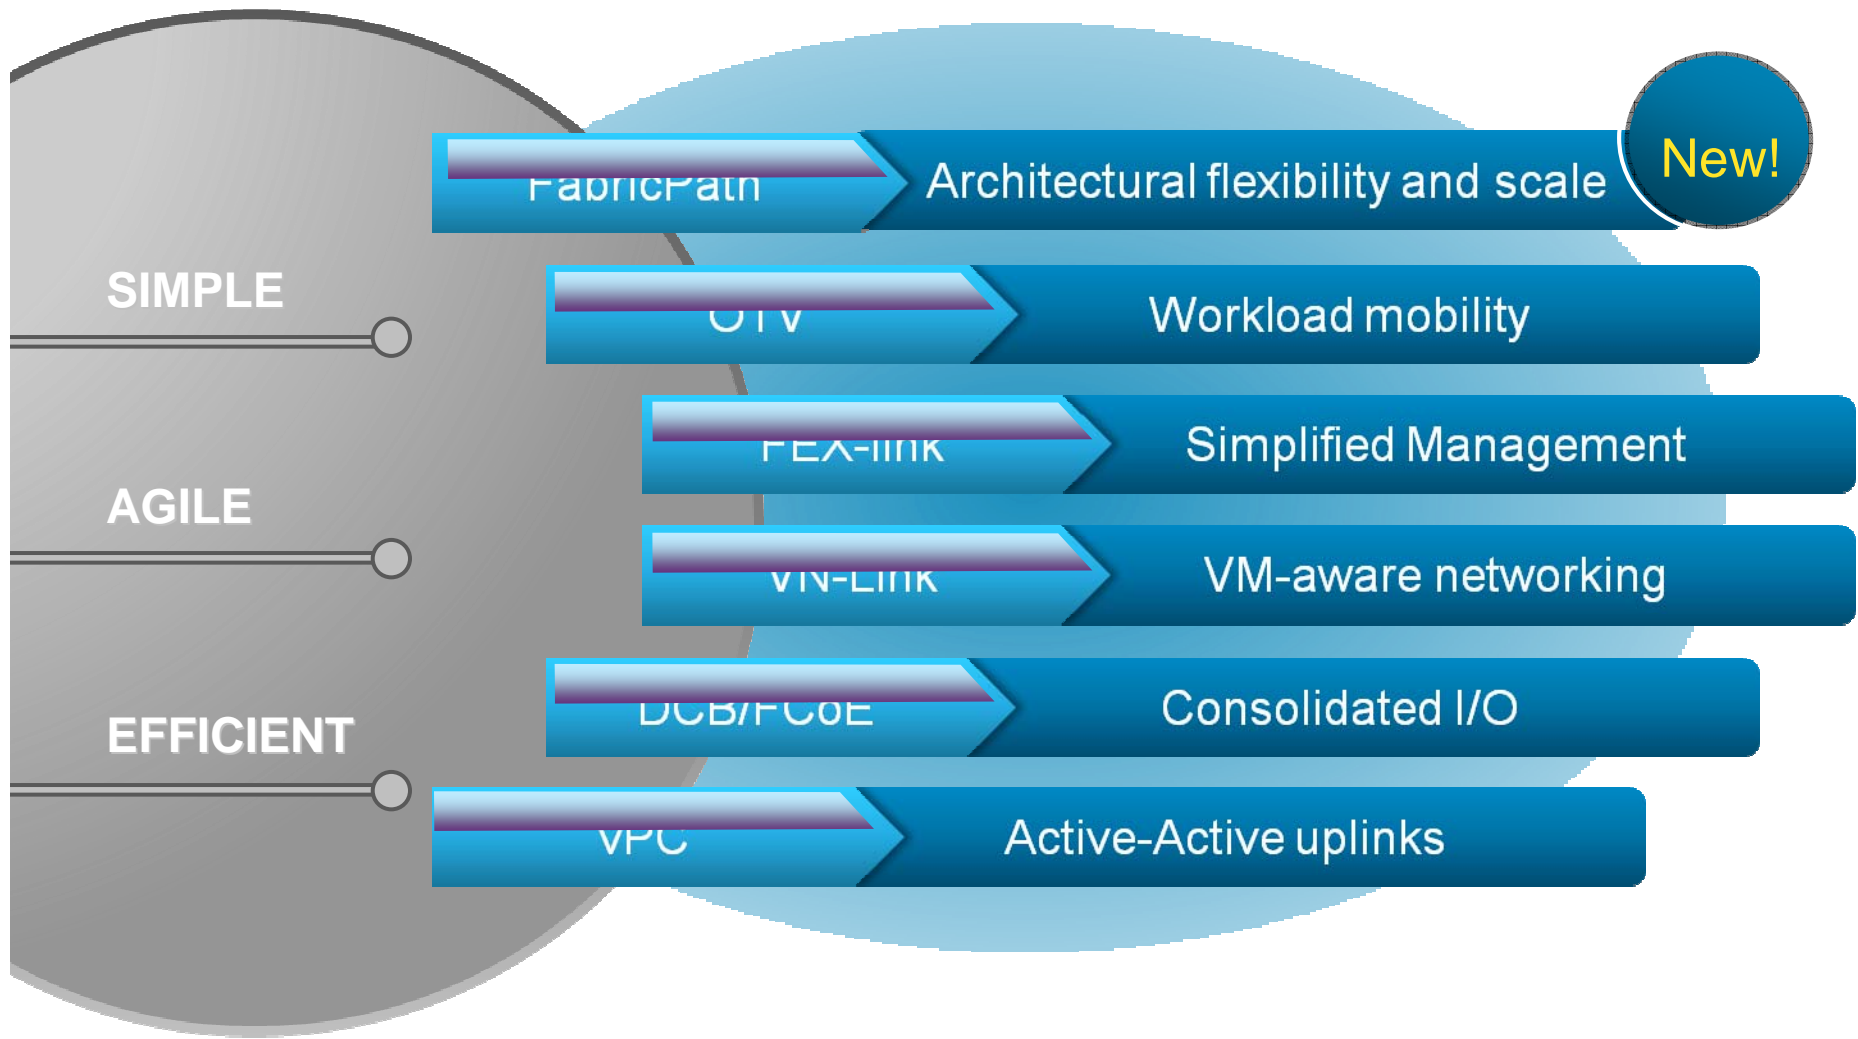 New!
FabricPath
Architectural flexibility and scale
SIMPLE
OTV
Workload mobility
FEX-link
Simplified Management
AGILE
VN-Link
VM-aware networking
DCB/FCoE
Consolidated I/O
EFFICIENT
vPC
Active-Active uplinks